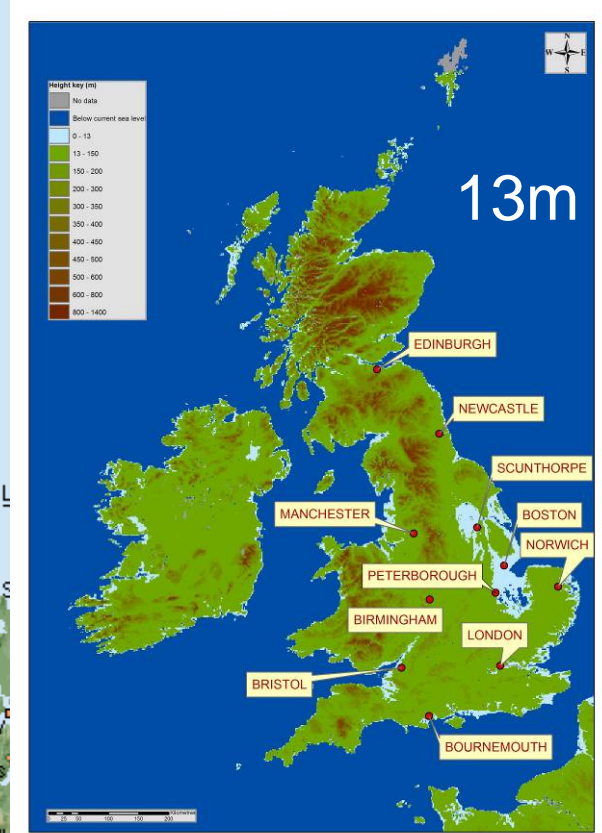 N
W E
S
Height key (m)
No data
Below current sea level
0 - 13
13 - 150
150 - 200
200 - 300
300 - 350
350 - 400
400 - 450
450 - 500
500 - 600
600 - 800
800 - 1400
13m
EDINBURGH
NEWCASTLE
SCUNTHORPE
MANCHESTER
BOSTON
NORWICH
PETERBOROUGH
BIRMINGHAM
LONDON
BRISTOL
BOURNEMOUTH